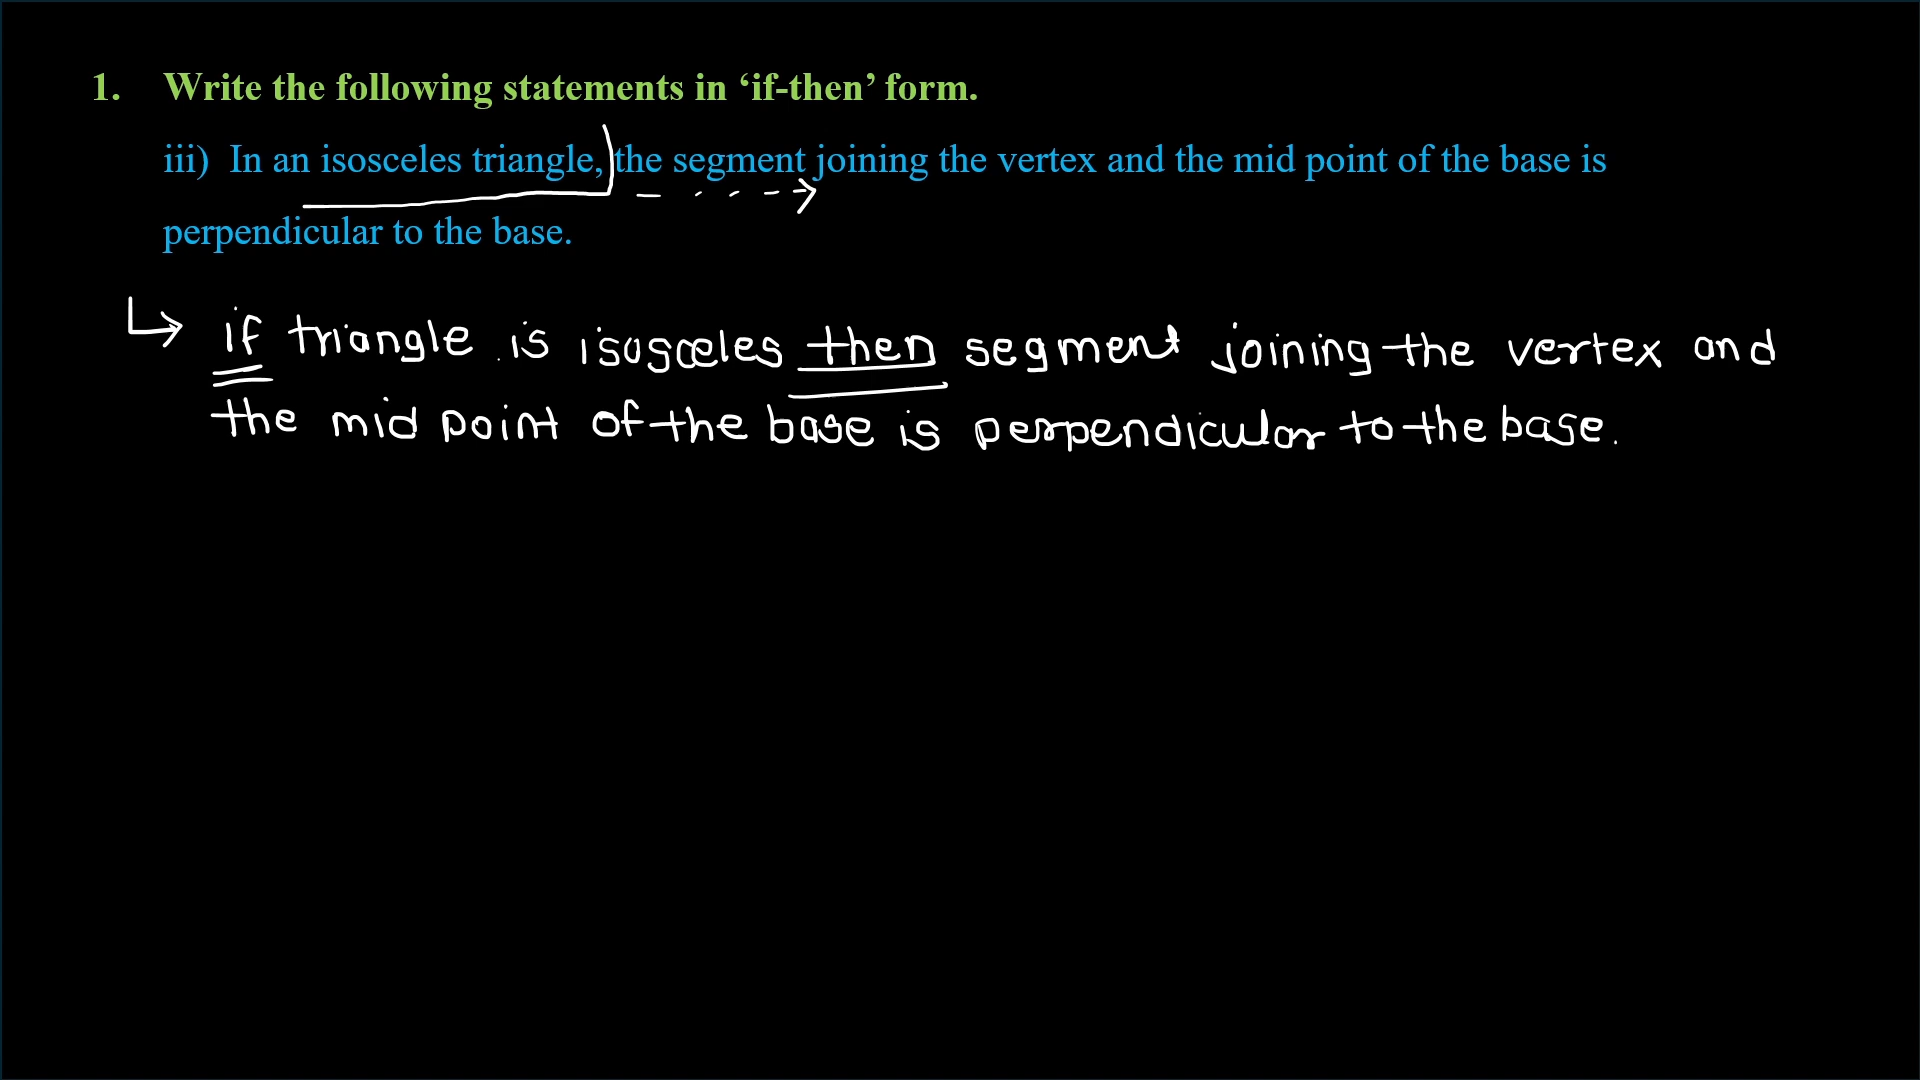 1. Write the following statements in ‘if-then’ form.
iii) In an isosceles triangle, the segment joining the vertex and the mid point of the base is
perpendicular to the base.
if triangle is isosceles then segment joining the vertex and
the mid point of the base is perpendicular to the base.